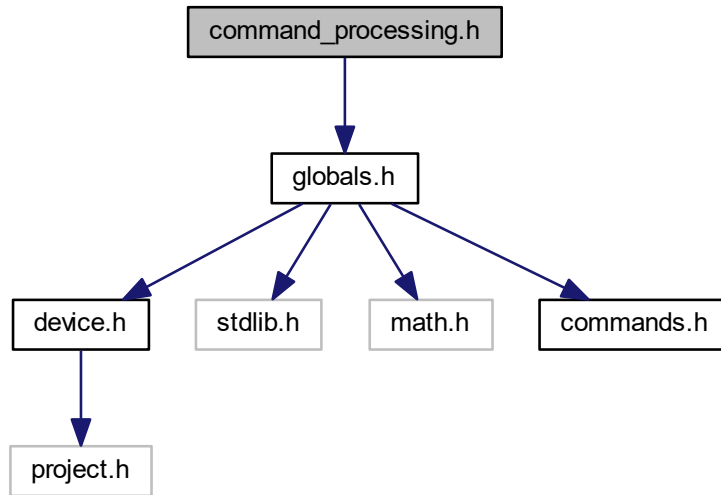 command_processing.h
globals.h
device.h
stdlib.h
math.h
commands.h
project.h